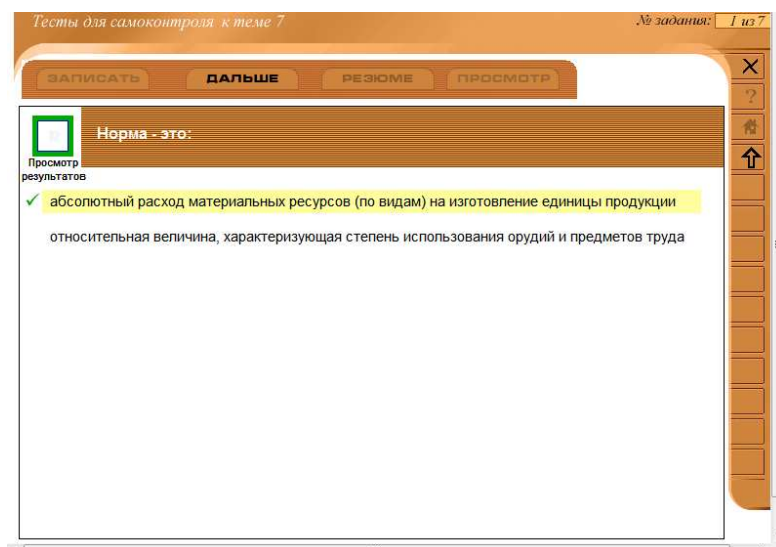 Тесты для самоконтроля к теме 7
№ задания: 1 из 7
ЗАПИСАТЬ ДАЛЬШЕ РЕЗЮМЕ ПРОСМОТР
?
Норма - это:
Просмотр
результатов
абсолютный расход материальных ресурсов (по видам) на изготовление единицы продукции
относительная величина, характеризующая степень использования орудий и предметов труда